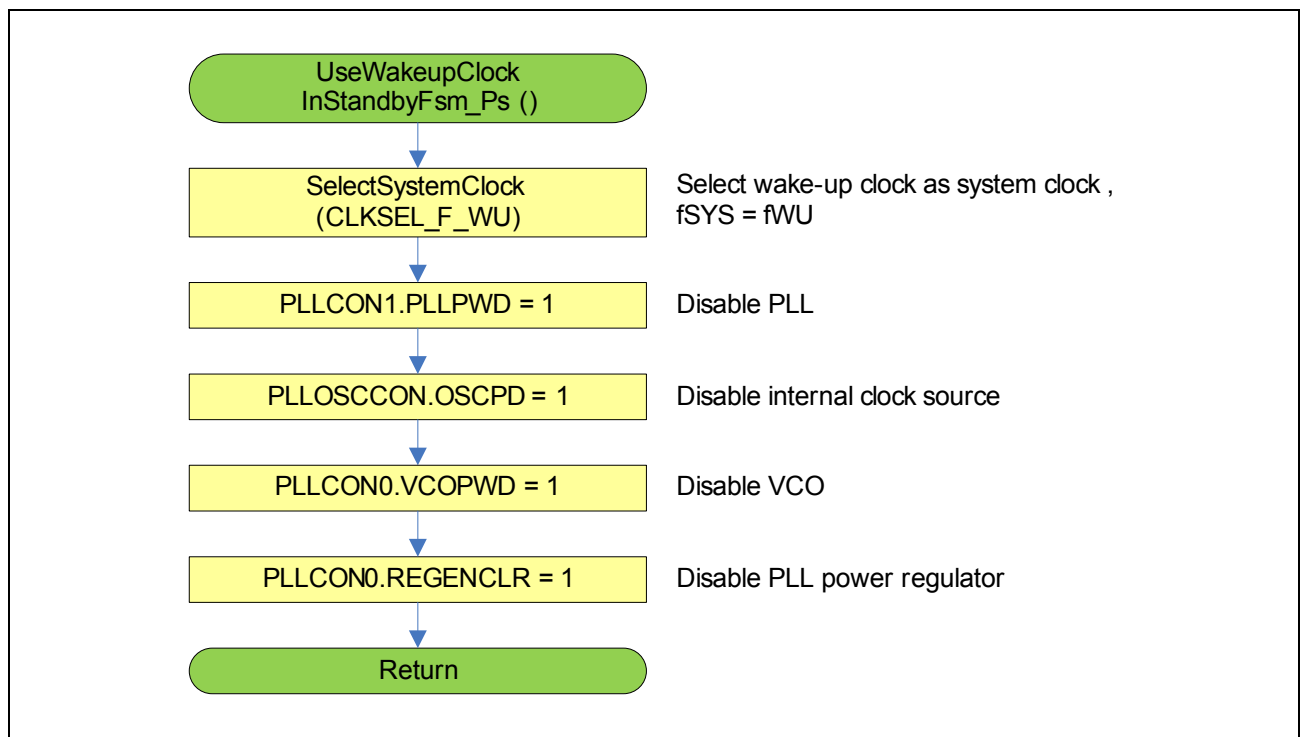 UseWakeupClock
InStandbyFsm_Ps ()
SelectSystemClock
(CLKSEL_F_WU)
Select wake-up clock as system clock ,
fSYS = fWU
PLLCON1.PLLPWD = 1
Disable PLL
PLLOSCCON.OSCPD = 1
Disable internal clock source
PLLCON0.VCOPWD = 1
Disable VCO
PLLCON0.REGENCLR = 1
Disable PLL power regulator
Return